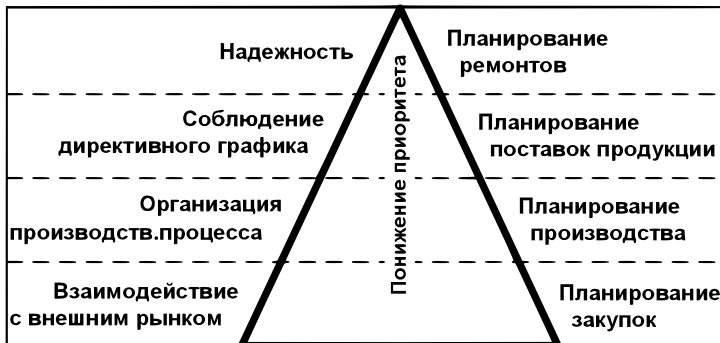 Надежность
Планирование
ремонтов
Соблюдение
директивного графика
Планирование
поставок продукции
Организация
производств.процесса
Планирование
производства
Взаимодействие
с внешним рынком
Планирование
закупок
Понижение приоритета